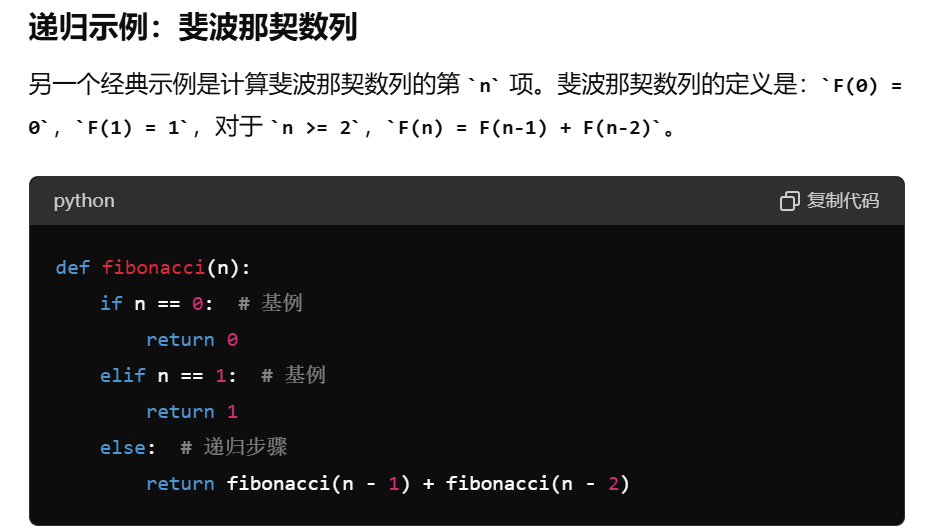 递归示例：斐波那契数列
另一个经典示例是计算斐波那契数列的第 `n` 项。斐波那契数列的定义是：`F(0) =
0`，`F(1) = 1`，对于 `n >= 2`，`F(n) = F(n-1) + F(n-2)`。
python 复制代码
def fibonacci(n):
    if n == 0:  # 基例
        return 0
    elif n == 1:  # 基例
        return 1
    else:  # 递归步骤
        return fibonacci(n - 1) + fibonacci(n - 2)